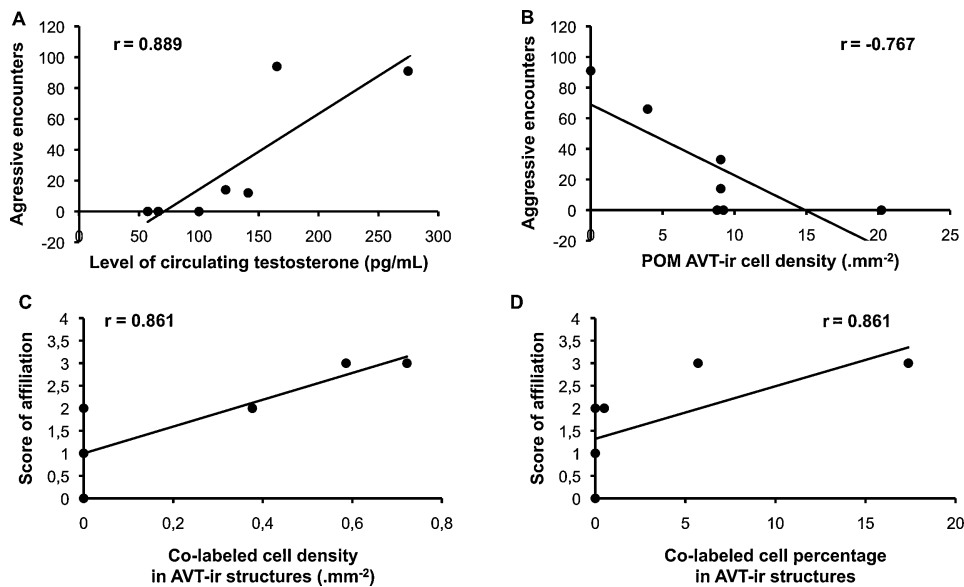 A
r = 0.889
Agressive encounters
120
100
80
60
40
20
0
-20
0 50 100 150 200 250 300
Level of circulating testosterone (pg/mL)
B
r = -0.767
Aggressive encounters
120
100
80
60
40
20
0
-20
0 5 10 15 20 25
POM AVT-ir cell density (.mm-2)
C
r = 0.861
Score of affiliation
4
3,5
3
2,5
2
1,5
1
0,5
0
0 0,2 0,4 0,6 0,8
Co-labeled cell density
in AVT-ir structures (.mm-2)
D
r = 0.861
Score of affiliation
4
3,5
3
2,5
2
1,5
1
0,5
0
0 5 10 15 20
Co-labeled cell percentage
in AVT-ir structures